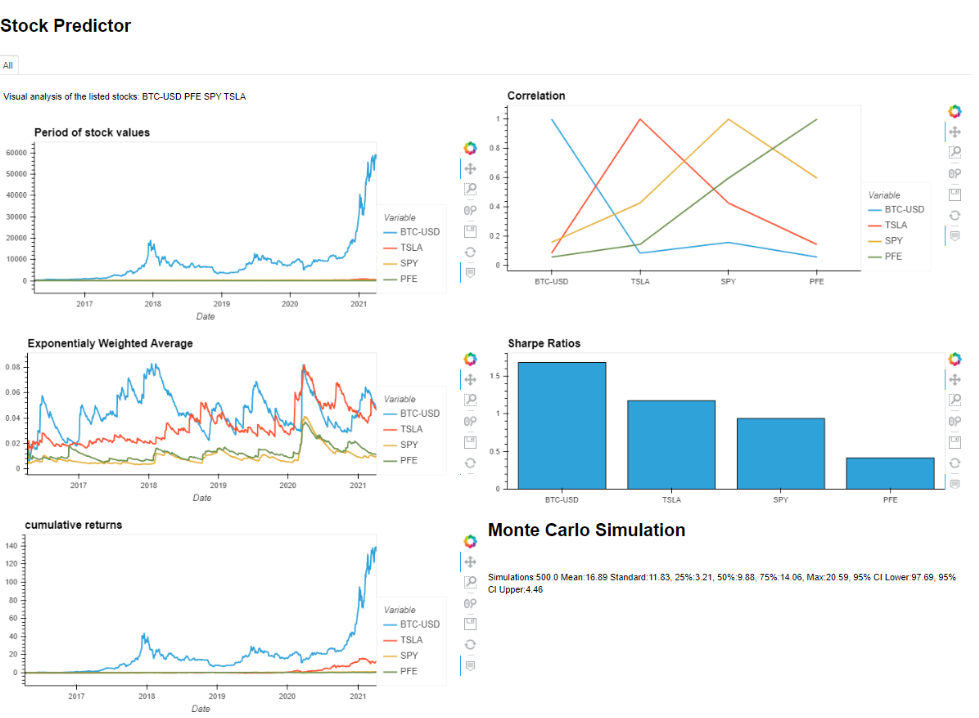 Stock Predictor
All
Visual analysis of the listed stocks: BTC-USD PFE SPY TSLA
Period of stock values
60000
50000
40000
30000
20000
10000
0
2017 2018 2019 2020 2021
Date
Variable
BTC-USD
TSLA
SPY
PFE
Correlation
1
0.8
0.6
0.4
0.2
0
BTC-USD TSLA SPY PFE
Variable
BTC-USD
TSLA
SPY
PFE
Exponentialy Weighted Average
0.08
0.06
0.04
0.02
0
2017 2018 2019 2020 2021
Date
Variable
BTC-USD
TSLA
SPY
PFE
Sharpe Ratios
1.5
1
0.5
0
BTC-USD TSLA SPY PFE
cumulative returns
140
120
100
80
60
40
20
0
2017 2018 2019 2020 2021
Date
Variable
BTC-USD
TSLA
SPY
PFE
Monte Carlo Simulation
Simulations:500.0 Mean:16.89 Standard:11.83, 25%:3.21, 50%:9.88, 75%:14.06, Max:20.59, 95% CI Lower:97.69, 95%
CI Upper:4.46